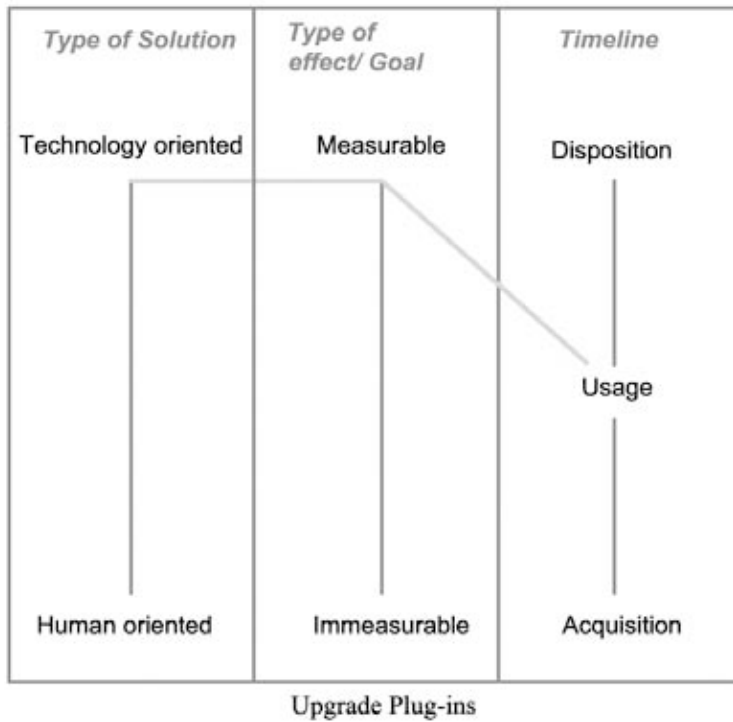 Type of Solution
Type of
effect/ Goal
Timeline
Technology oriented
Measurable
Disposition
Usage
Human oriented
Immeasurable
Acquisition
Upgrade Plug-ins